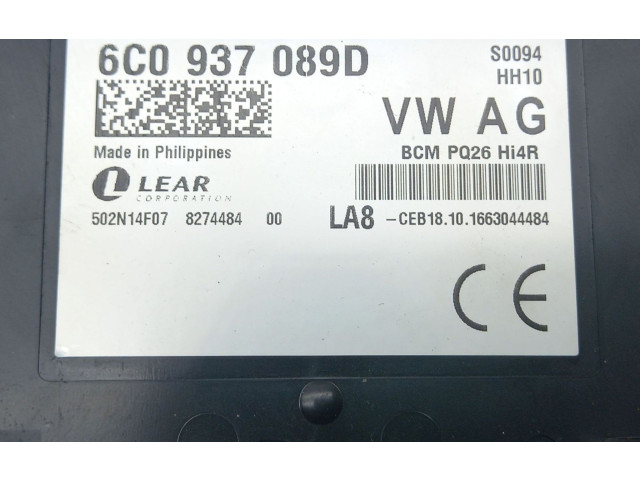 6C0 937 089D
S0094
HH10
VW AG
Made in Philippines
BCM PQ26 Hi4R
LEAR
CORPORATION
502N14F07 8274484 00
LA8 -CEB18.10.1663044484
CE